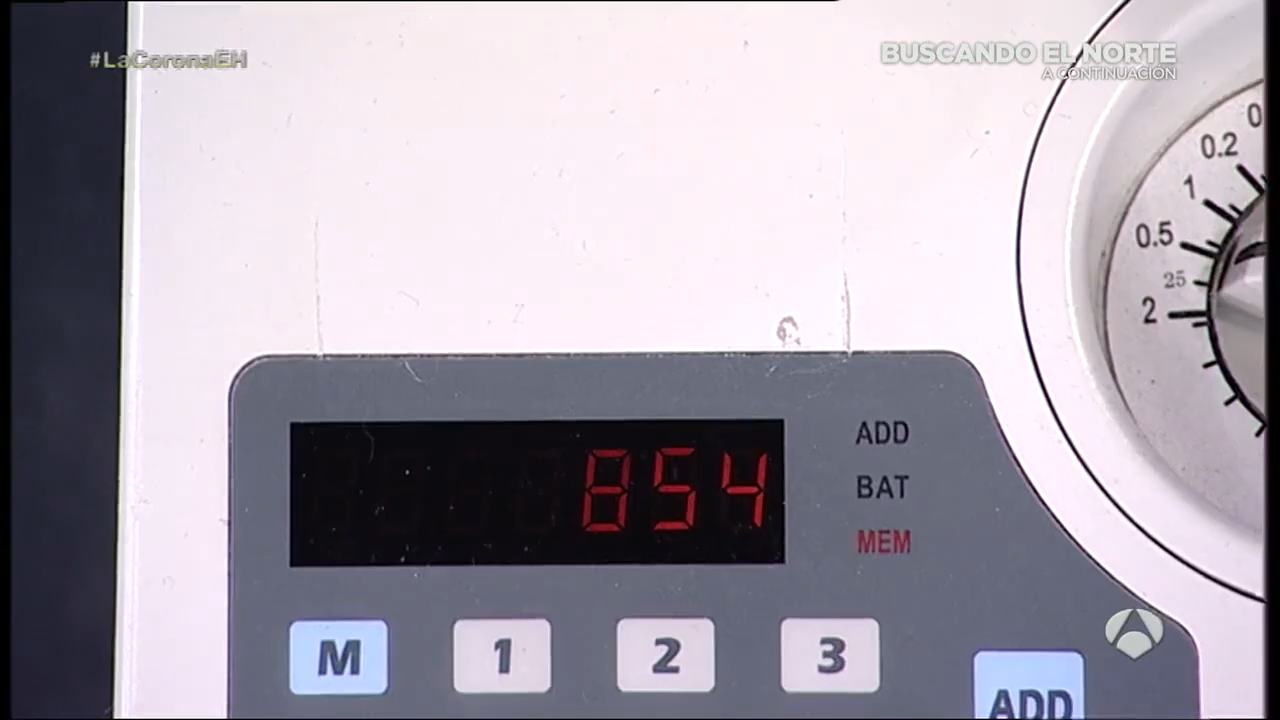 #LaCoronaEH
BUSCANDO EL NORTE
A CONTINUACIÓN
0
0.2
1
0.5
25
2
854
ADD
BAT
MEM
M 1 2 3
ADD